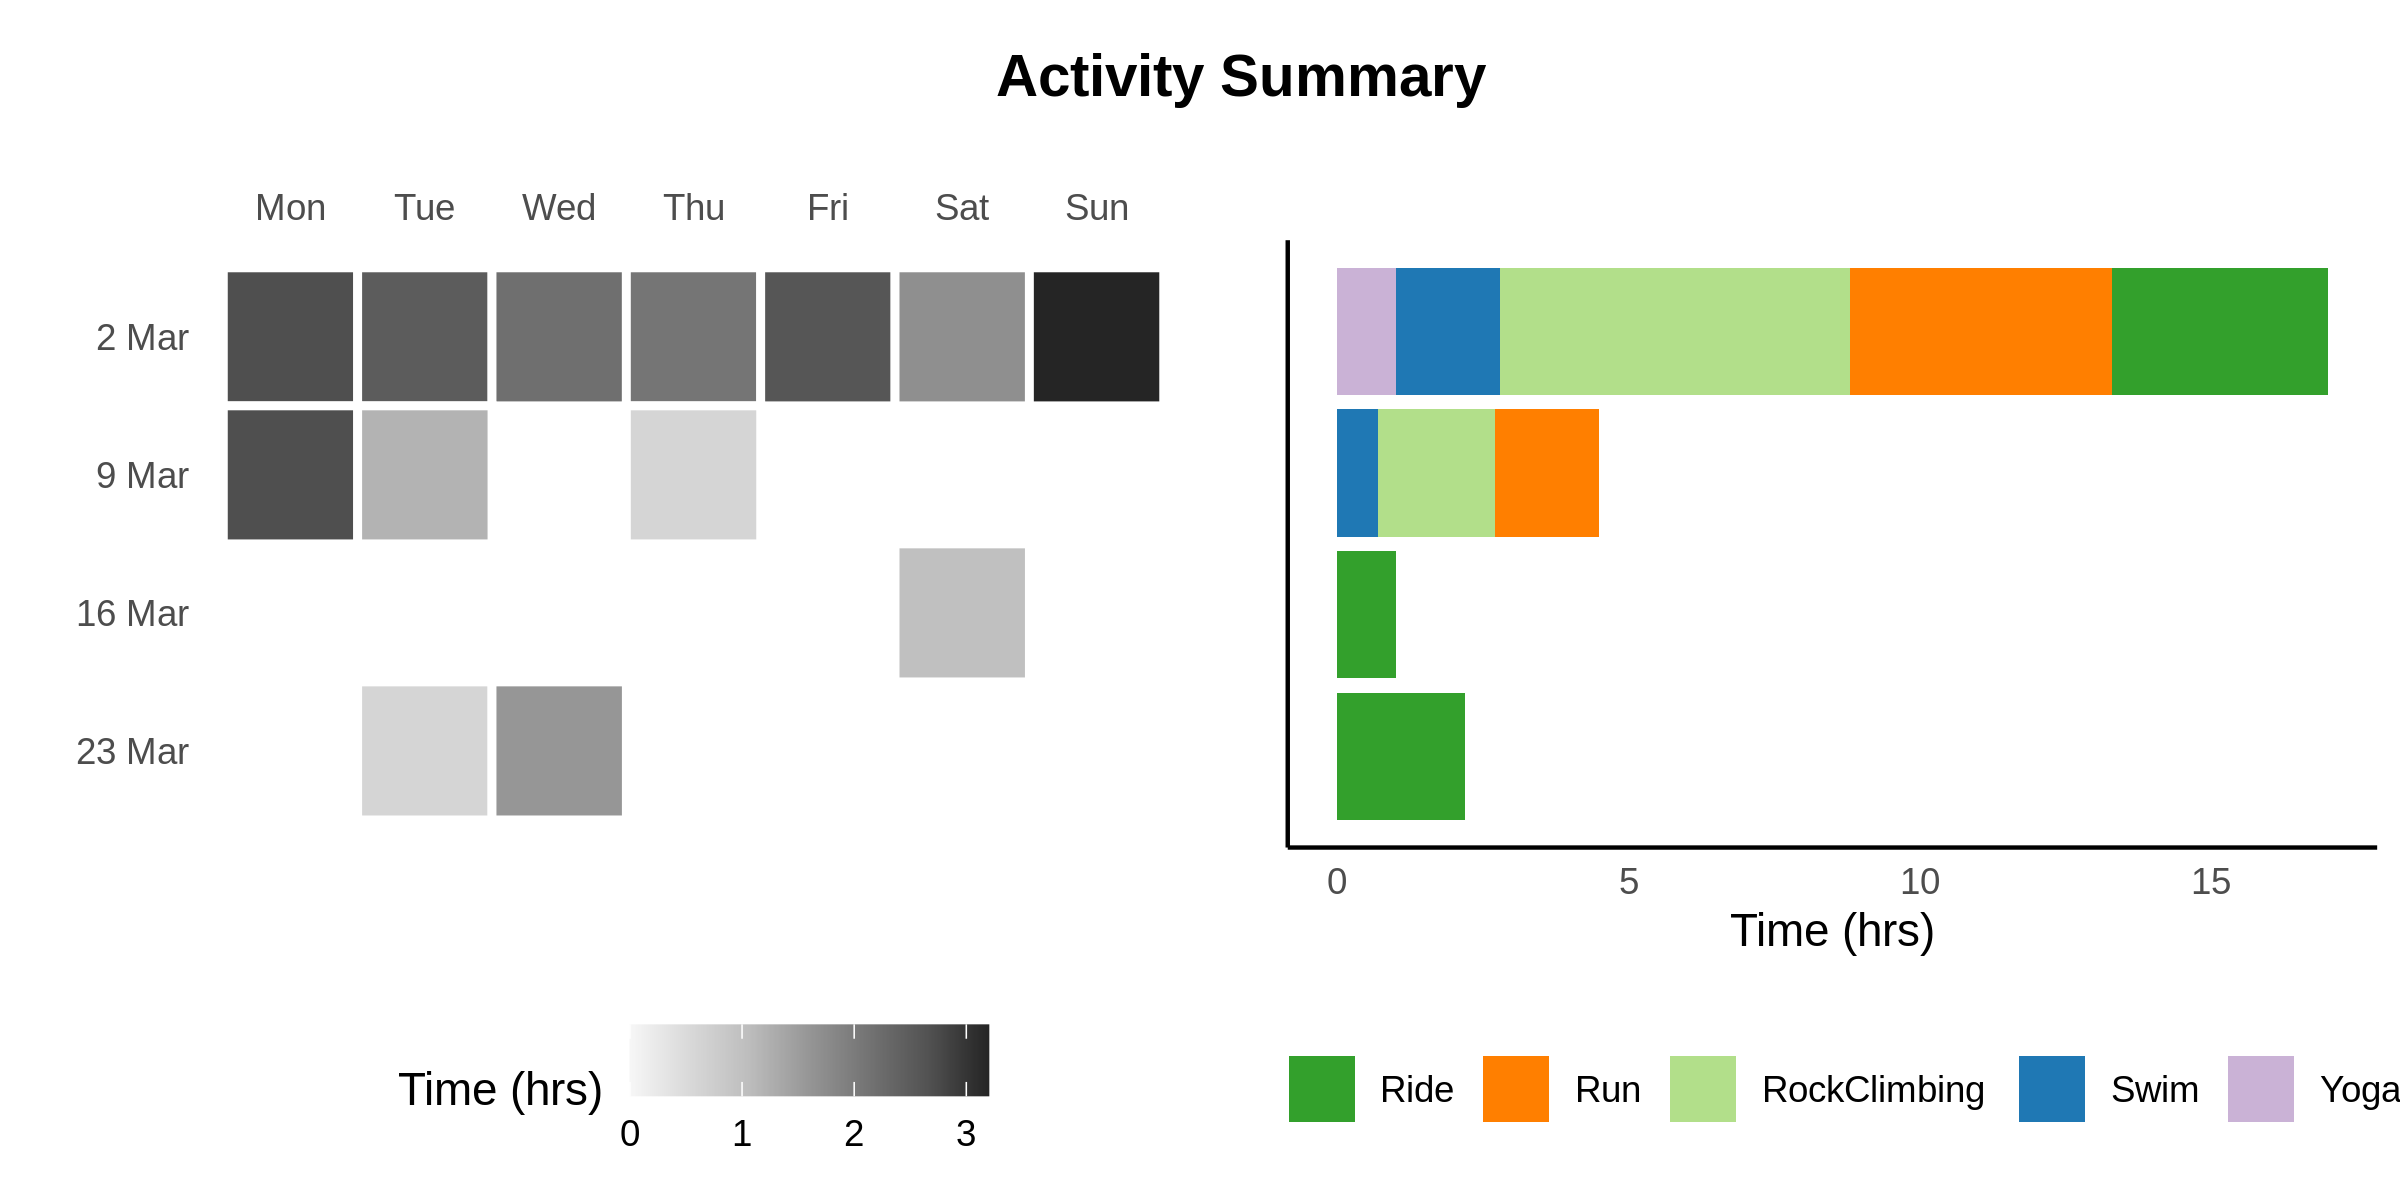 Activity Summary
Mon Tue Wed Thu Fri Sat Sun
2 Mar
9 Mar
16 Mar
23 Mar
0 5 10 15
Time (hrs)
Time (hrs)
0 1 2 3
Ride Run RockClimbing Swim Yoga